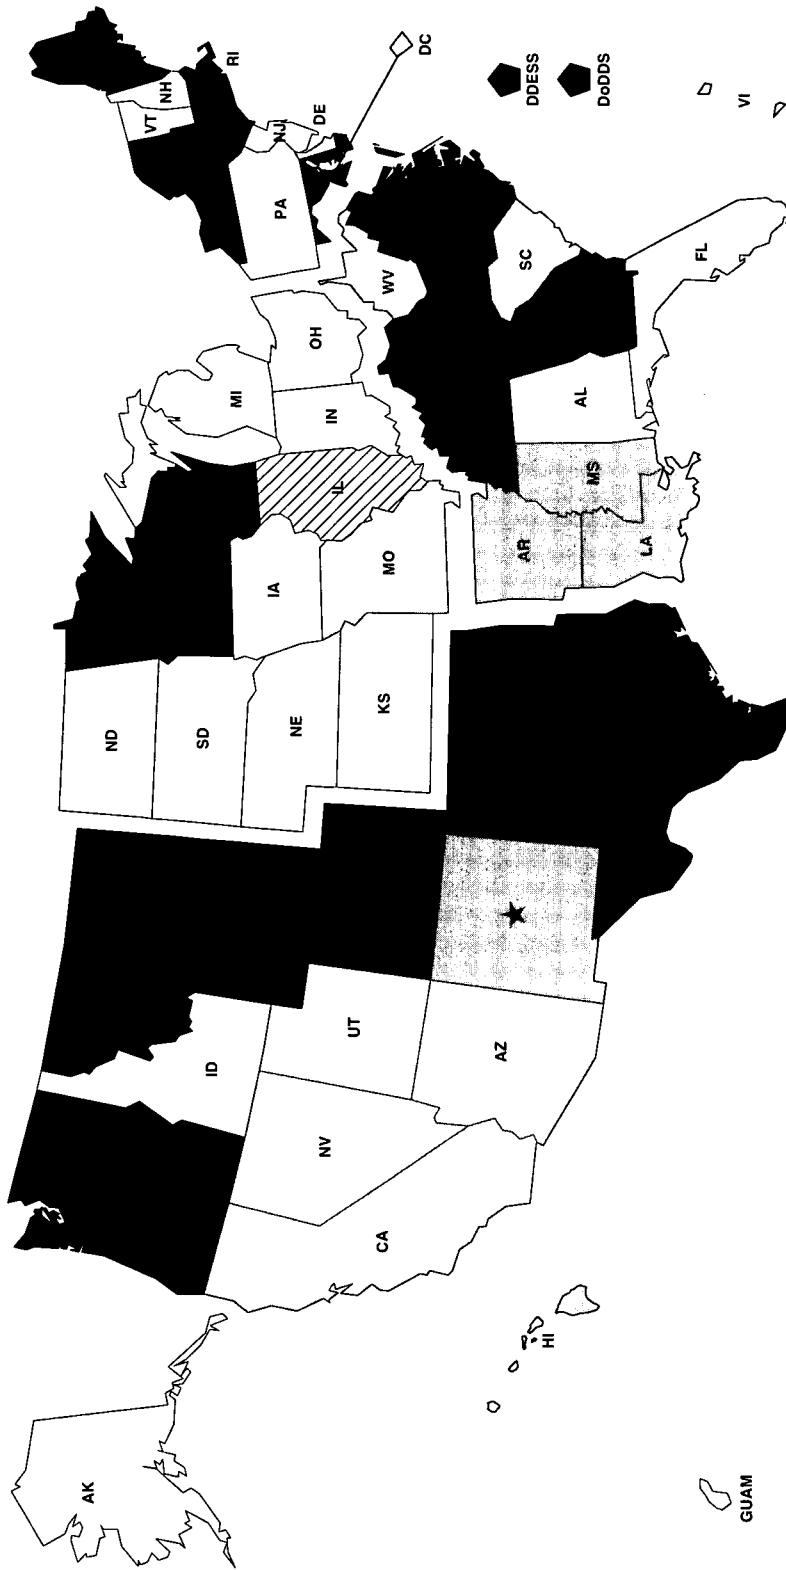 AK
GUAM
HI
CA
NV
ID
UT
AZ
ND
SD
NE
KS
IA
MO
IL
AR
LA
MS
MI
IN
OH
AL
WV
SC
FL
PA
VT
NH
NJ
DE
RI
DC
DDESS
DoDDS
VI